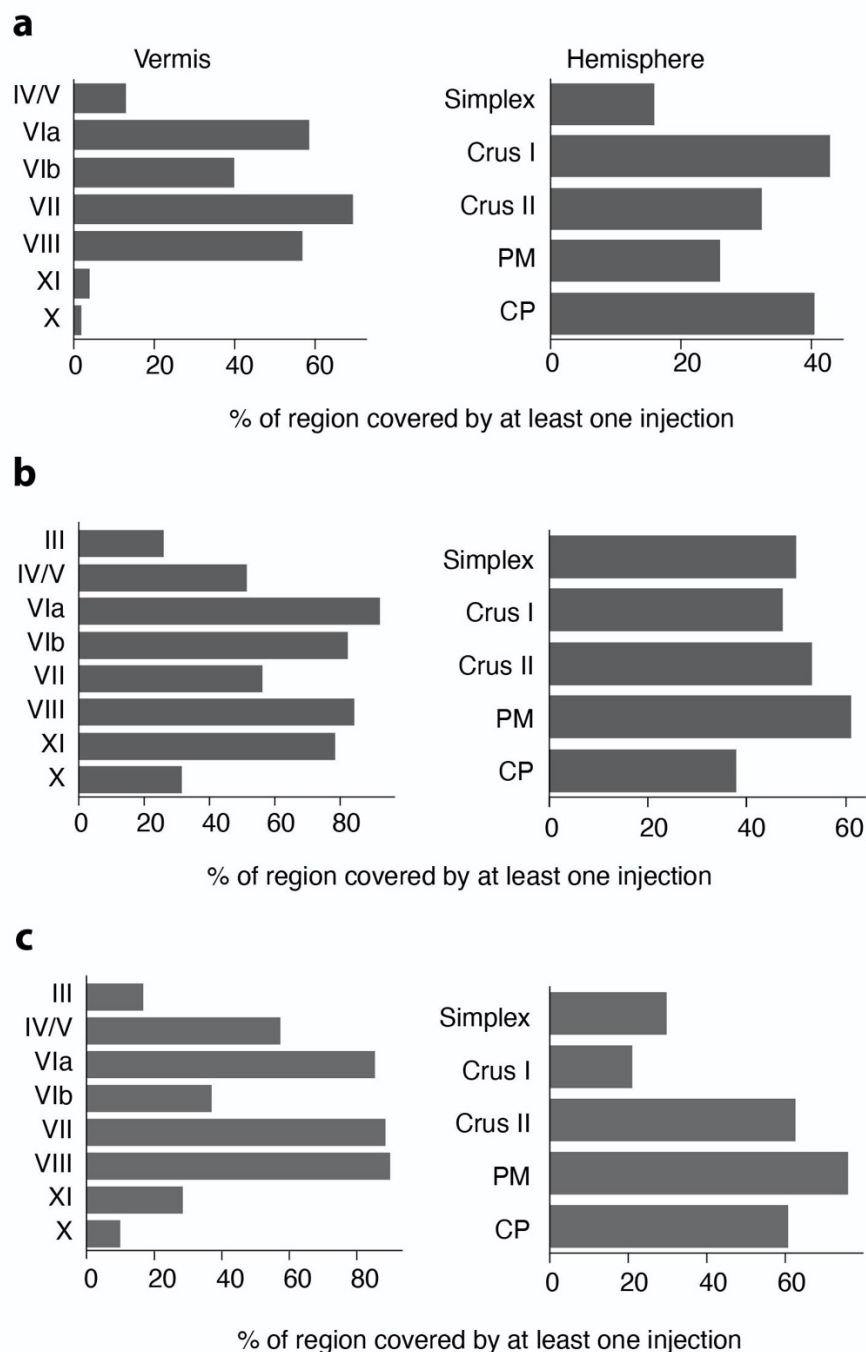 a
Vermis
Hemisphere
IV/V
VIa
VIb
VII
VIII
XI
X
0 20 40 60
Simplex
Crus I
Crus II
PM
CP
0 20 40
% of region covered by at least one injection
b
III
IV/V
VIa
VIb
VII
VIII
XI
X
0 20 40 60 80
Simplex
Crus I
Crus II
PM
CP
0 20 40 60
% of region covered by at least one injection
c
III
IV/V
VIa
VIb
VII
VIII
XI
X
0 20 40 60 80
Simplex
Crus I
Crus II
PM
CP
0 20 40 60
% of region covered by at least one injection